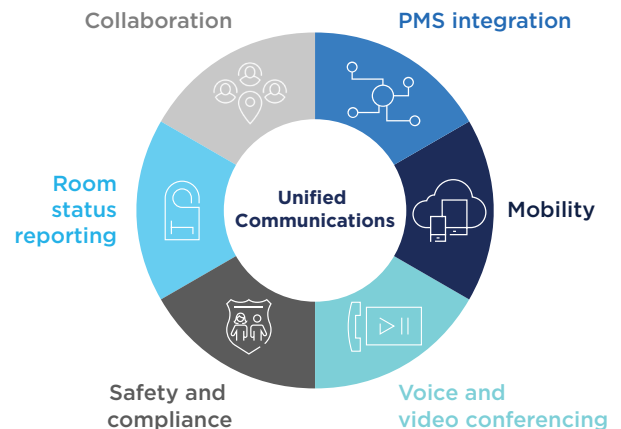 Collaboration
PMS integration
Room
status
reporting
Unified
Communications
Mobility
Safety and
compliance
Voice and
video conferencing